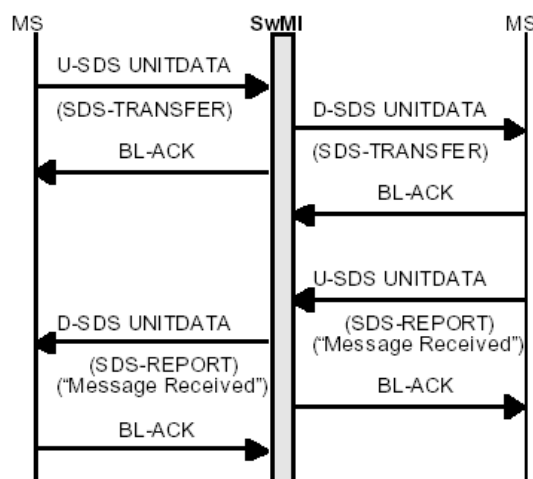 MS
SwMI
MS
U-SDS UNITDATA
(SDS-TRANSFER)
D-SDS UNITDATA
(SDS-TRANSFER)
BL-ACK
BL-ACK
U-SDS UNITDATA
(SDS-REPORT)
("Message Received")
D-SDS UNITDATA
(SDS-REPORT)
("Message Received")
BL-ACK
BL-ACK